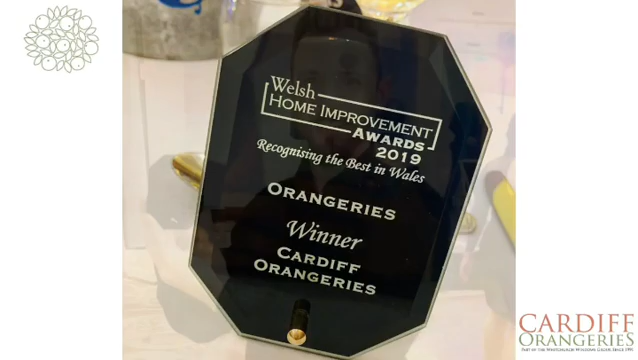 Welsh
HOME IMPROVEMENT
AWARDS
2019
Recognising the Best in Wales
ORANGERIES
Winner
CARDIFF
ORANGERIES
CARDIFF
ORANGERIES